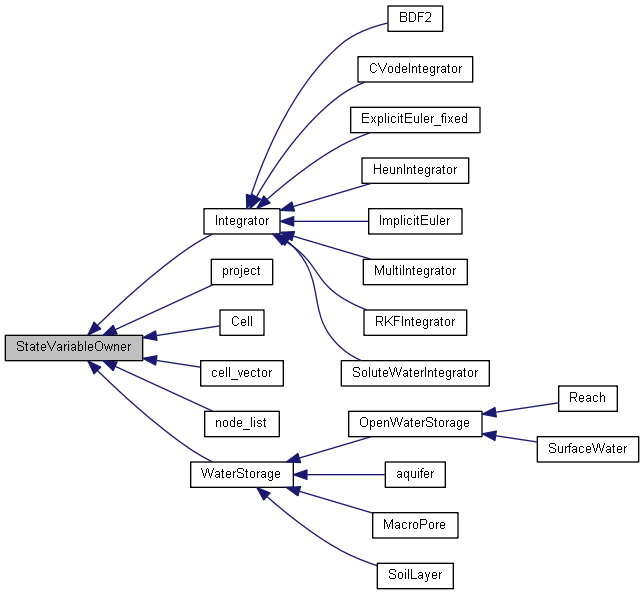 BDF2
CVodeIntegrator
ExplicitEuler_fixed
HeunIntegrator
Integrator
ImplicitEuler
project
MultiIntegrator
Cell
RKFIntegrator
StateVariableOwner
cell_vector
SoluteWaterIntegrator
Reach
node_list
OpenWaterStorage
SurfaceWater
WaterStorage
aquifer
MacroPore
SoilLayer